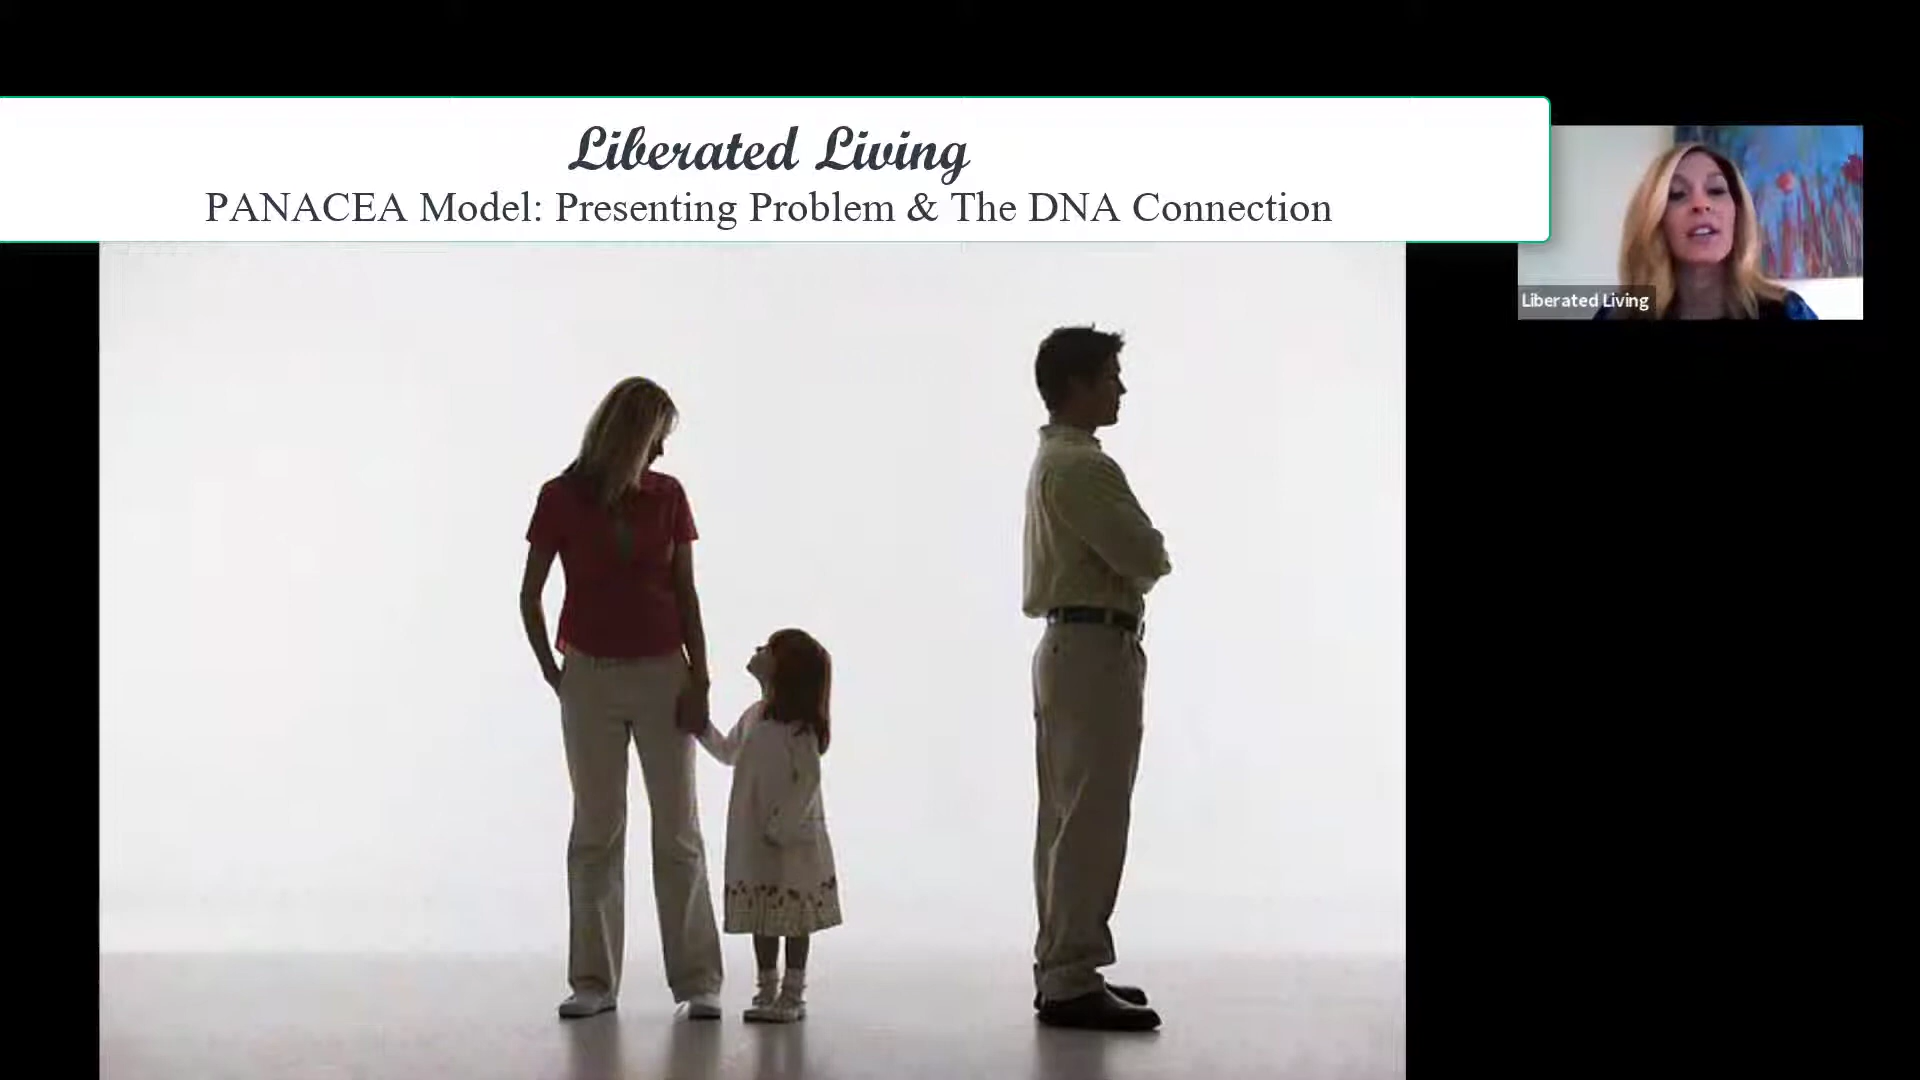 Liberated Living
PANACEA Model: Presenting Problem & The DNA Connection
Liberated Living